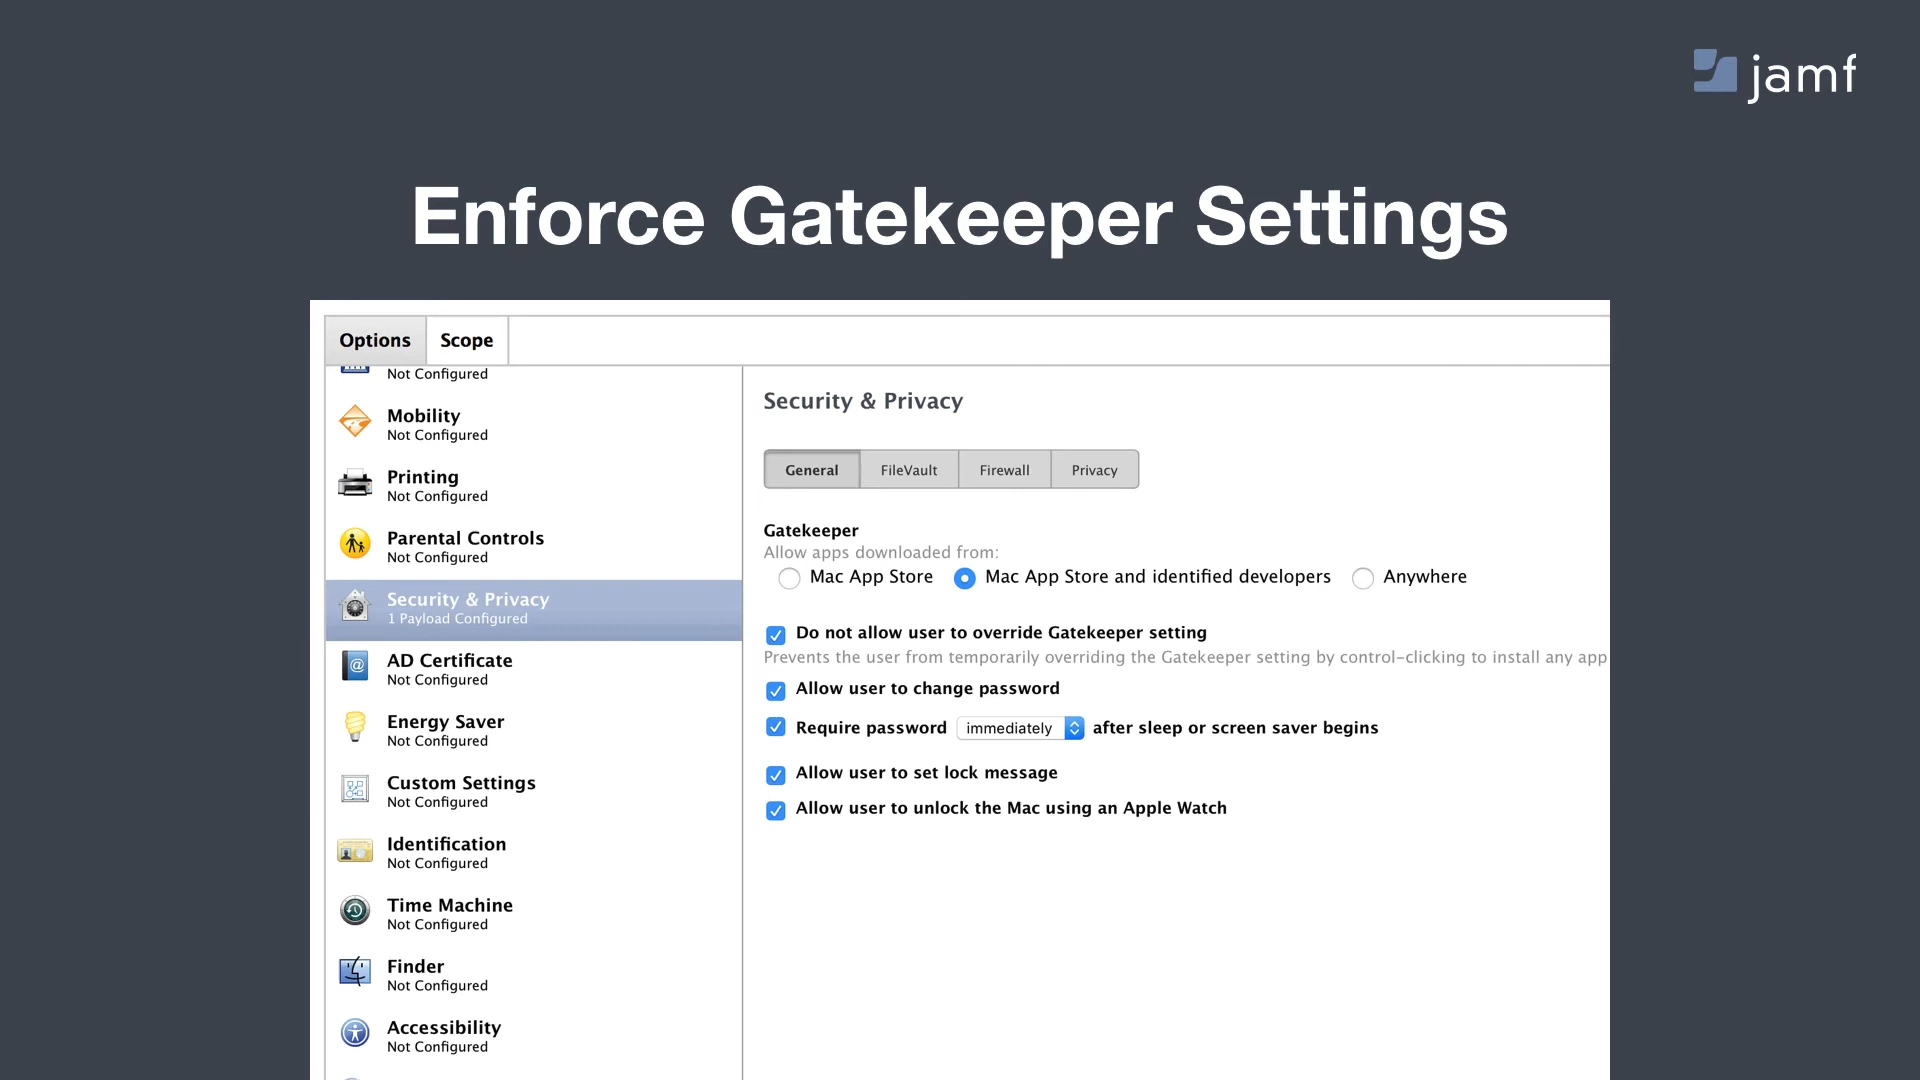 jamf
Enforce Gatekeeper Settings
Options
Scope
Not Configured
Mobility
Not Configured
Printing
Not Configured
Parental Controls
Not Configured
Security & Privacy
1 Payload Configured
AD Certificate
Not Configured
Energy Saver
Not Configured
Custom Settings
Not Configured
Identification
Not Configured
Time Machine
Not Configured
Finder
Not Configured
Accessibility
Not Configured
Security & Privacy
General FileVault Firewall Privacy
Gatekeeper
Allow apps downloaded from:
Mac App Store Mac App Store and identified developers Anywhere
Do not allow user to override Gatekeeper setting
Prevents the user from temporarily overriding the Gatekeeper setting by control-clicking to install any app
Allow user to change password
Require password immediately after sleep or screen saver begins
Allow user to set lock message
Allow user to unlock the Mac using an Apple Watch